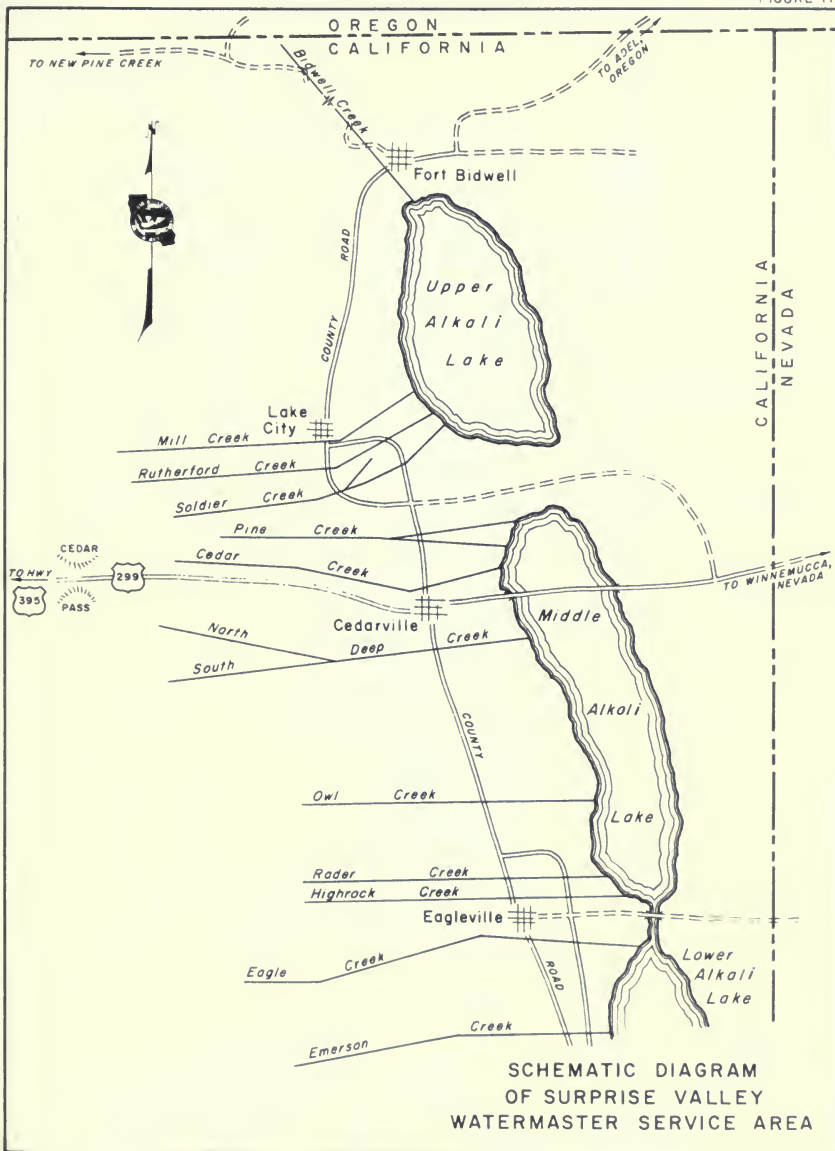 OREGON
CALIFORNIA
TO NEW PINE CREEK
Bidwell Creek
TO ADEL, OREGON
Fort Bidwell
COUNTY ROAD
Upper
Alkali
Lake
CALIFORNIA
NEVADA
Lake
City
Mill Creek
Rutherford Creek
Soldier Creek
Pine Creek
Cedar Creek
CEDAR
PASS
TO HWY
395
299
TO WINNEMUCCA,
NEVADA
Cedarville
Middle
Alkali
Lake
North
South
Deep Creek
COUNTY
ROAD
Owl Creek
Rader Creek
Highrock Creek
Eagleville
Eagle Creek
Lower
Alkali
Lake
Emerson Creek
SCHEMATIC DIAGRAM
OF SURPRISE VALLEY
WATERMASTER SERVICE AREA